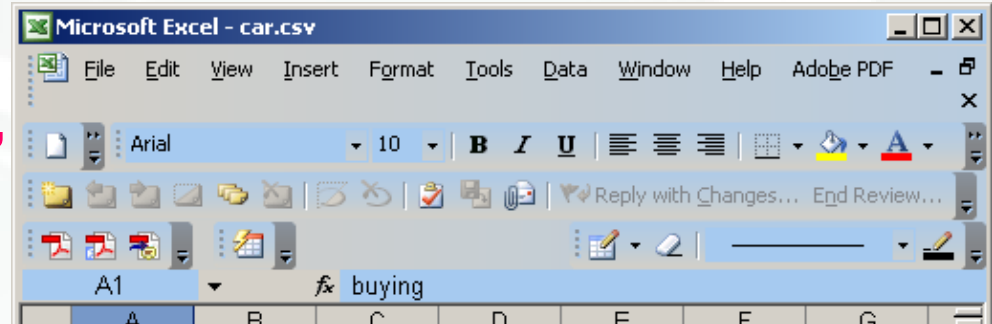 Microsoft Excel - car.csv
File Edit View Insert Format Tools Data Window Help Adobe PDF
Arial 10 B I U A
Reply with Changes... End Review...
A1 fx buying
A B C D E F G